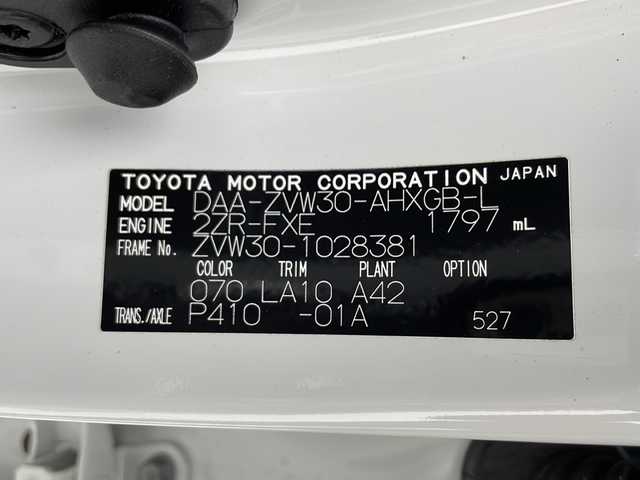 TOYOTA MOTOR CORPORATION JAPAN
MODEL DAA-ZVW30-AHXGB-L
ENGINE 2ZR-FXE 1797 mL
FRAME No. ZVW30-1028381
COLOR TRIM PLANT OPTION
070 LA10 A42
TRANS./AXLE P410 -01A 527